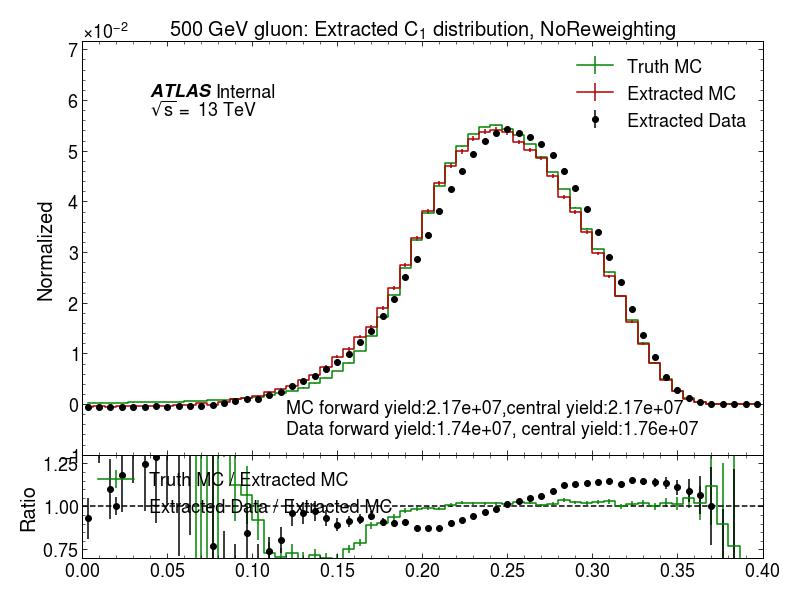 ×10⁻²
500 GeV gluon: Extracted C₁ distribution, NoReweighting
7
6
5
4
3
2
1
0
1
Normalized
ATLAS Internal
√s = 13 TeV
Truth MC
Extracted MC
Extracted Data
MC forward yield:2.17e+07,central yield:2.17e+07
Data forward yield:1.74e+07, central yield:1.76e+07
1.25
1.00
0.75
Ratio
Truth MC / Extracted MC
Extracted Data / Extracted MC
0.00 0.05 0.10 0.15 0.20 0.25 0.30 0.35 0.40